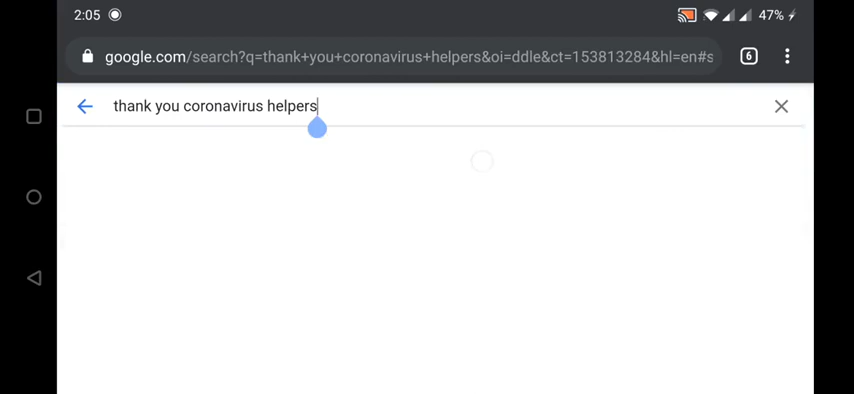 2:05
47%
google.com/search?q=thank+you+coronavirus+helpers&oi=ddle&ct=153813284&hl=en#s
6
thank you coronavirus helpers